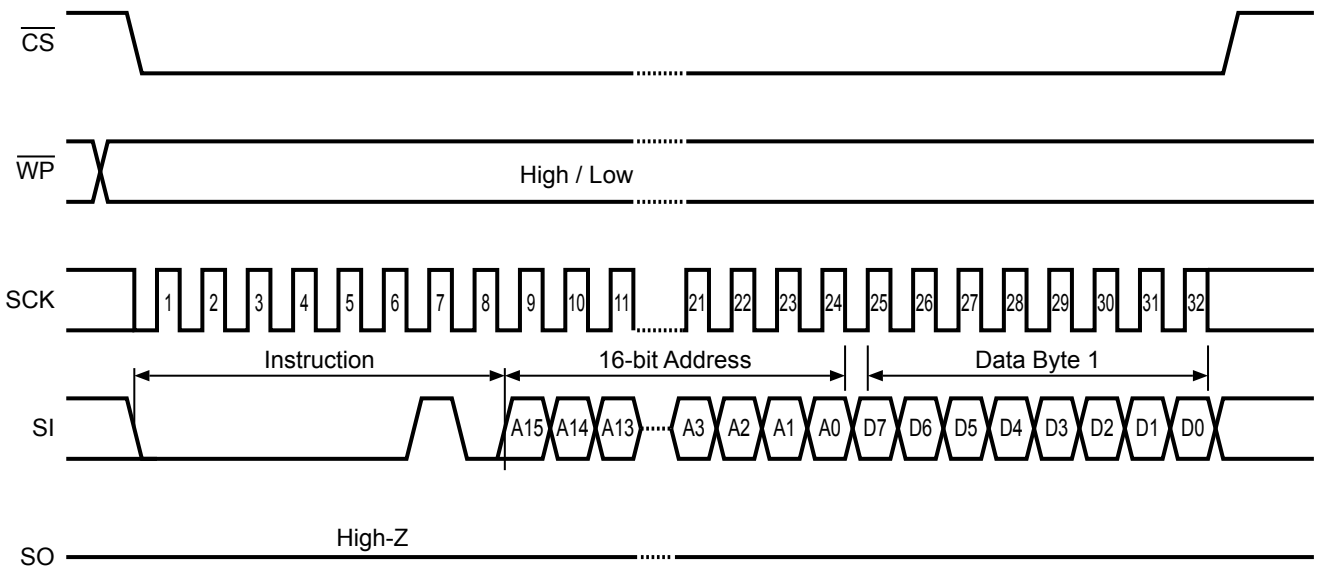 CS
WP
High / Low
SCK
1 2 3 4 5 6 7 8 9 10 11 21 22 23 24 25 26 27 28 29 30 31 32
Instruction 16-bit Address Data Byte 1
SI
A15 A14 A13 A3 A2 A1 A0 D7 D6 D5 D4 D3 D2 D1 D0
High-Z
SO